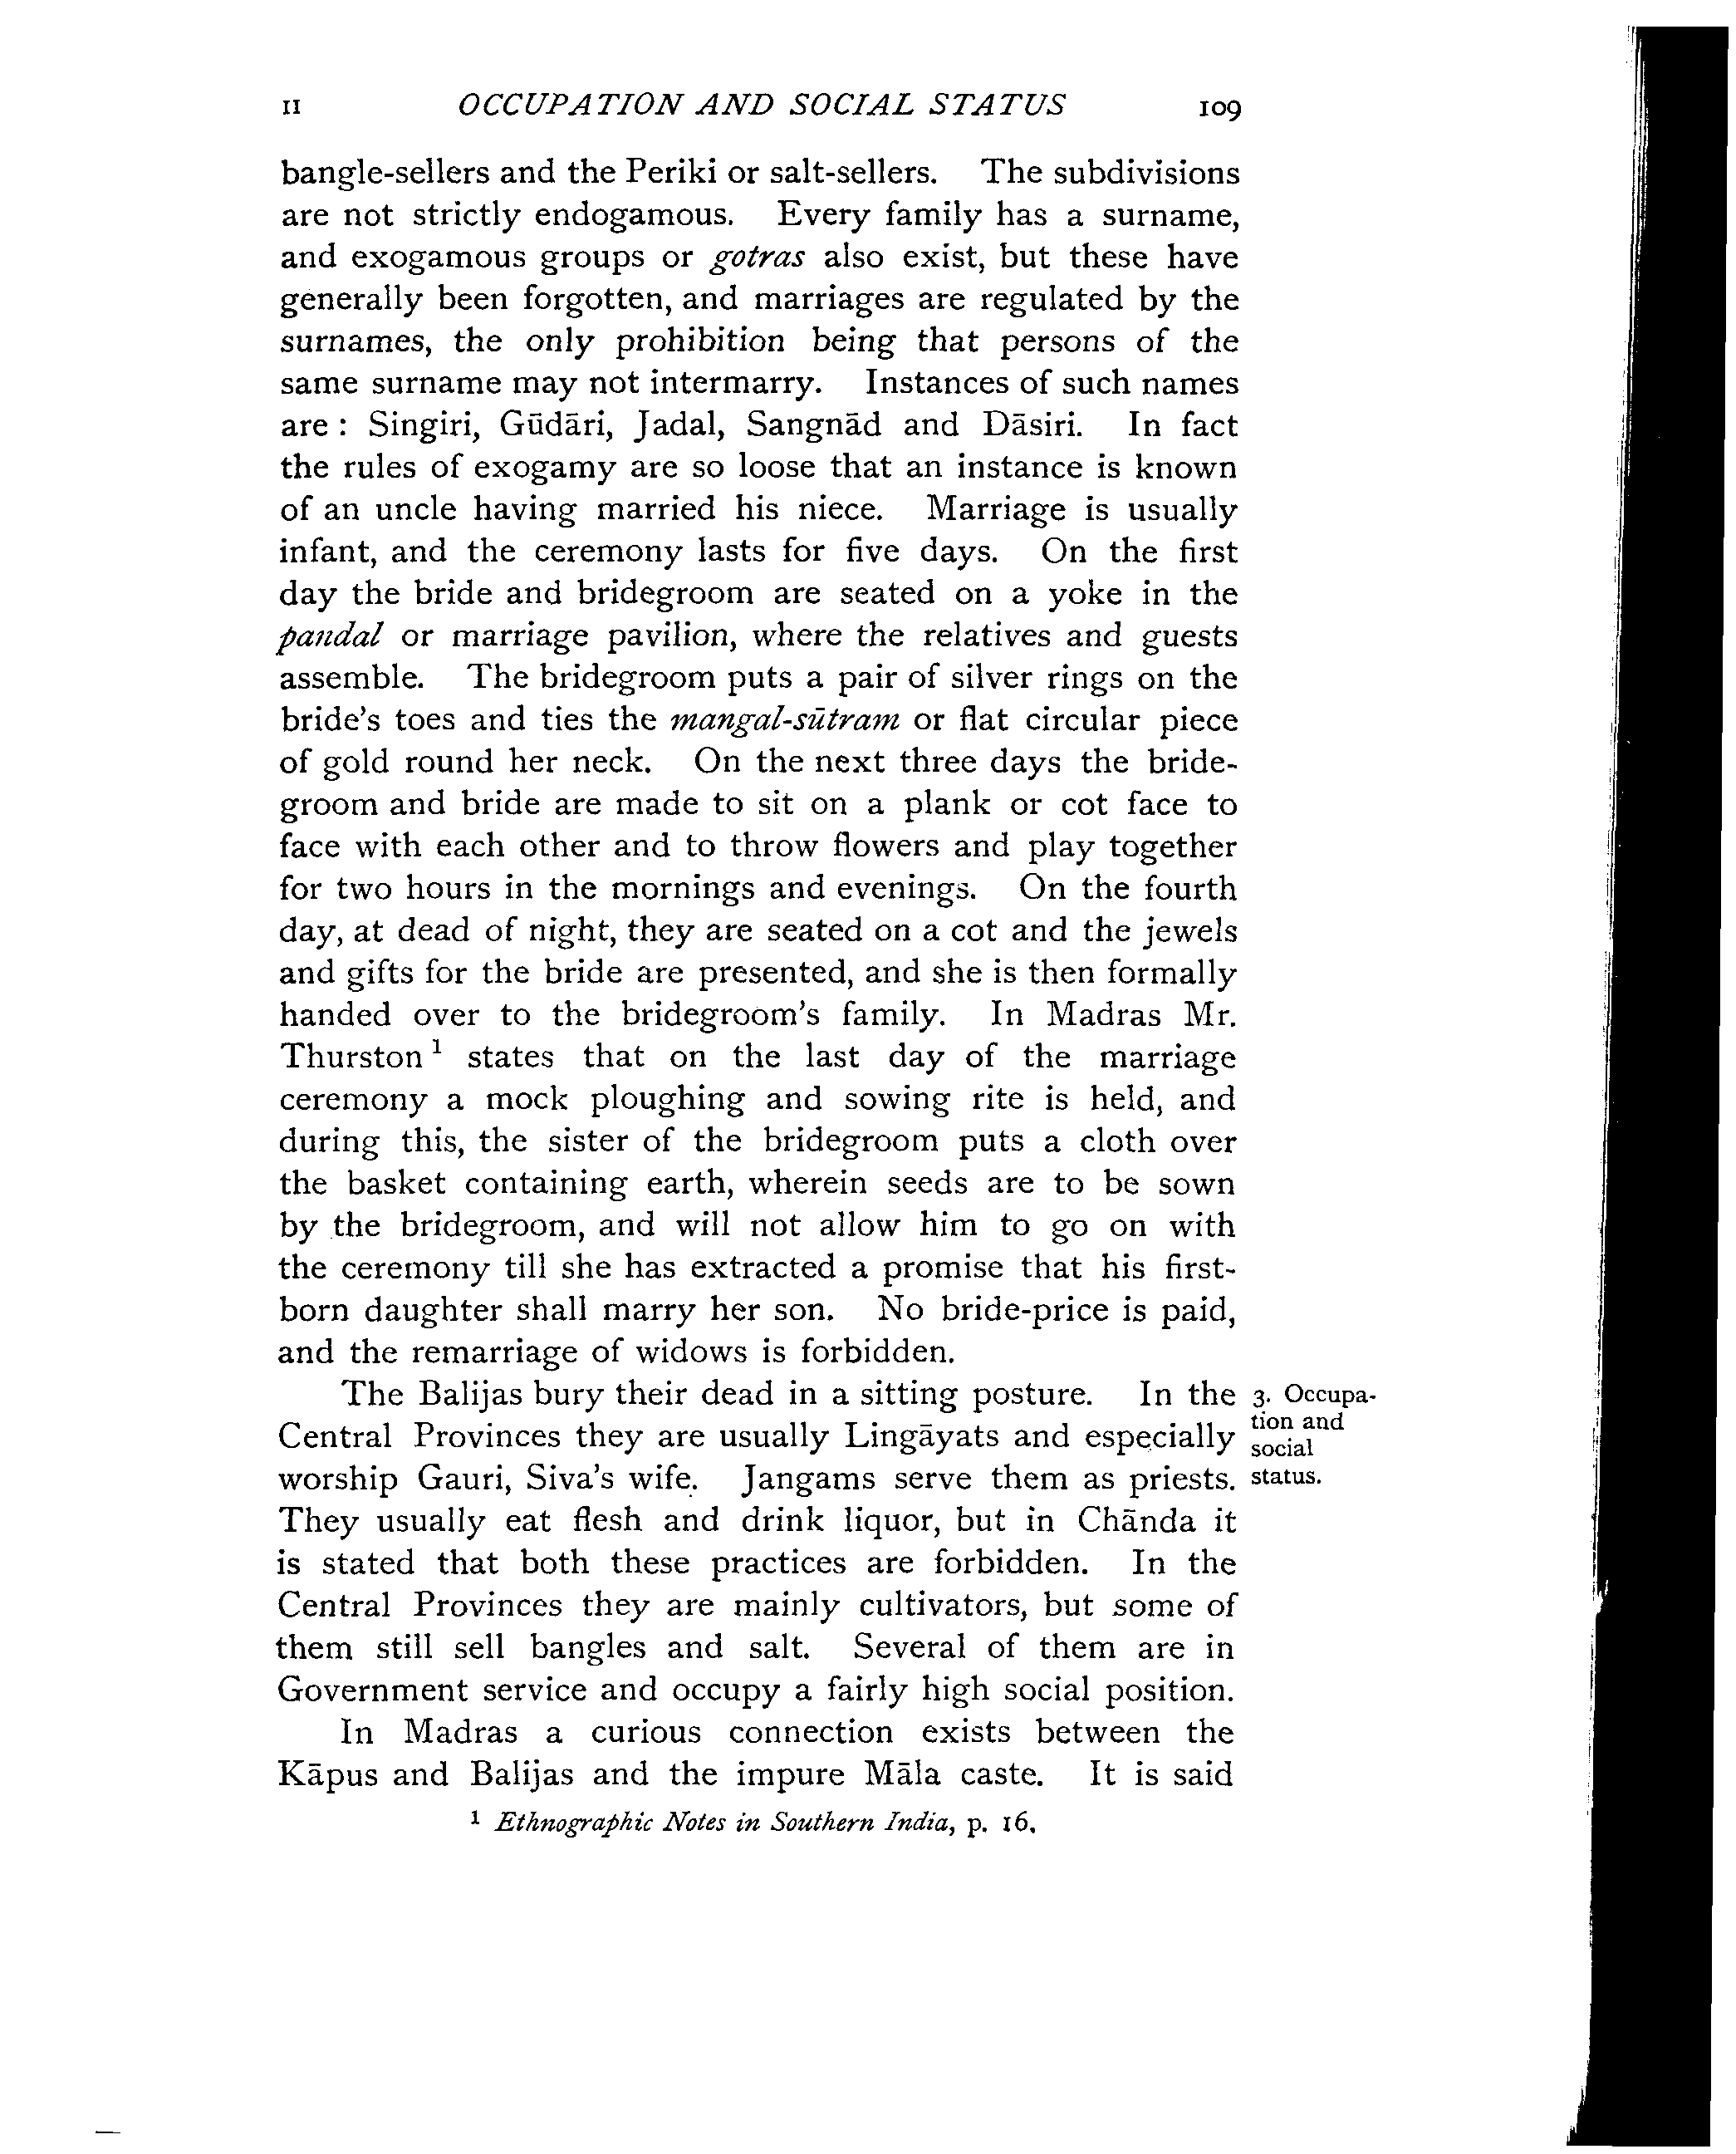 II OCCUPATION AND SOCIAL STATUS 109
bangle-sellers and the Periki or salt-sellers. The subdivisions
are not strictly endogamous. Every family has a surname,
and exogamous groups or gotras also exist, but these have
generally been forgotten, and marriages are regulated by the
surnames, the only prohibition being that persons of the
same surname may not intermarry. Instances of such names
are : Singiri, Gūdāri, Jadal, Sangnād and Dāsiri. In fact
the rules of exogamy are so loose that an instance is known
of an uncle having married his niece. Marriage is usually
infant, and the ceremony lasts for five days. On the first
day the bride and bridegroom are seated on a yoke in the
pandal or marriage pavilion, where the relatives and guests
assemble. The bridegroom puts a pair of silver rings on the
bride's toes and ties the mangal-sūtram or flat circular piece
of gold round her neck. On the next three days the bride-
groom and bride are made to sit on a plank or cot face to
face with each other and to throw flowers and play together
for two hours in the mornings and evenings. On the fourth
day, at dead of night, they are seated on a cot and the jewels
and gifts for the bride are presented, and she is then formally
handed over to the bridegroom's family. In Madras Mr.
Thurston ¹ states that on the last day of the marriage
ceremony a mock ploughing and sowing rite is held, and
during this, the sister of the bridegroom puts a cloth over
the basket containing earth, wherein seeds are to be sown
by the bridegroom, and will not allow him to go on with
the ceremony till she has extracted a promise that his first-
born daughter shall marry her son. No bride-price is paid,
and the remarriage of widows is forbidden.
The Balijas bury their dead in a sitting posture. In the
Central Provinces they are usually Lingāyats and especially
worship Gauri, Siva's wife. Jangams serve them as priests.
They usually eat flesh and drink liquor, but in Chānda it
is stated that both these practices are forbidden. In the
Central Provinces they are mainly cultivators, but some of
them still sell bangles and salt. Several of them are in
Government service and occupy a fairly high social position.
3. Occupa-
tion and
social
status.
In Madras a curious connection exists between the
Kāpus and Balijas and the impure Māla caste. It is said
¹ Ethnographic Notes in Southern India, p. 16.